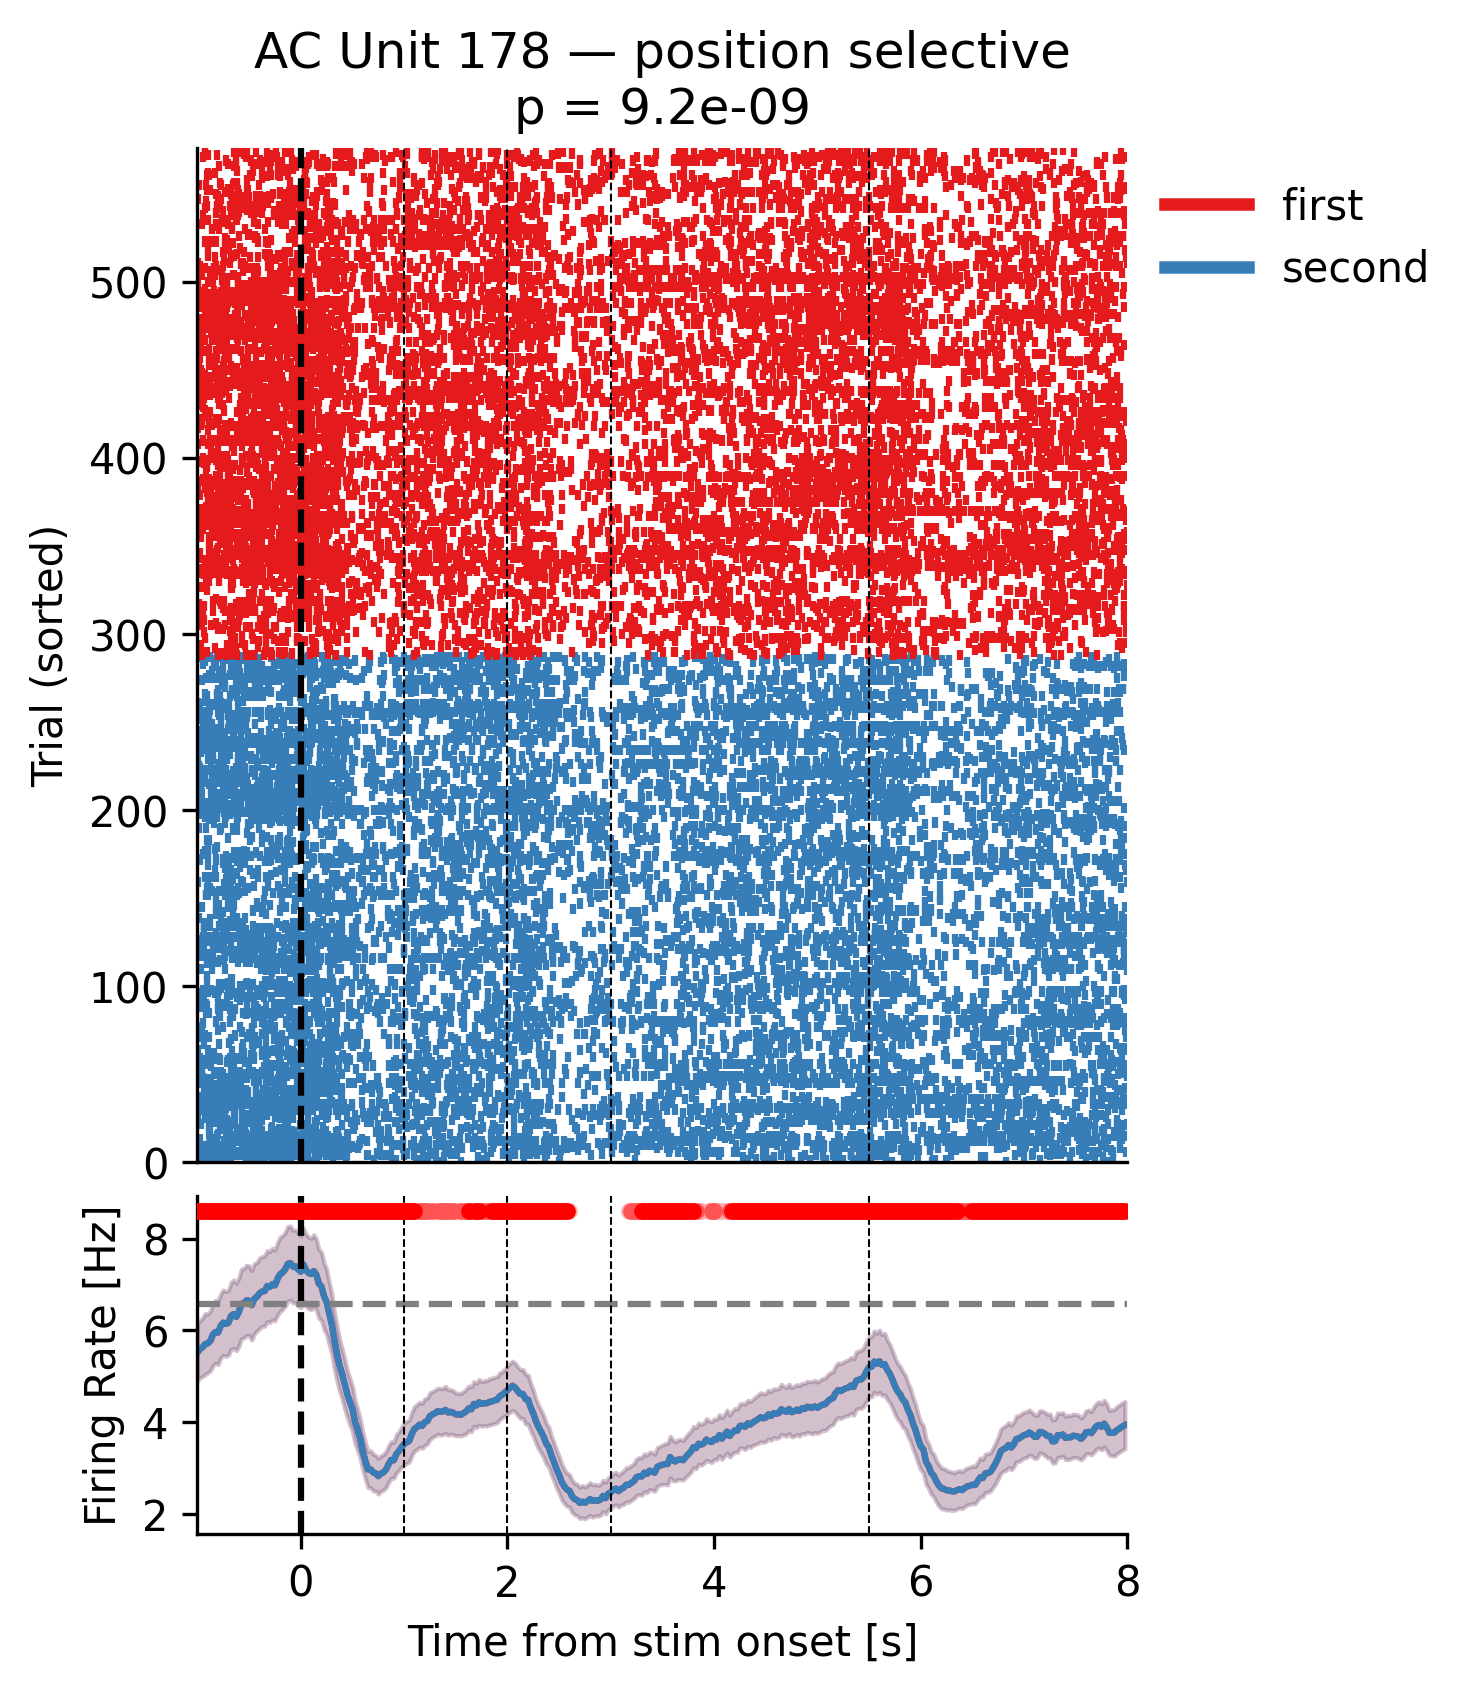 AC Unit 178 — position selective
p = 9.2e-09
first
second
500
400
300
200
100
0
Trial (sorted)
8
6
4
2
Firing Rate [Hz]
0 2 4 6 8
Time from stim onset [s]